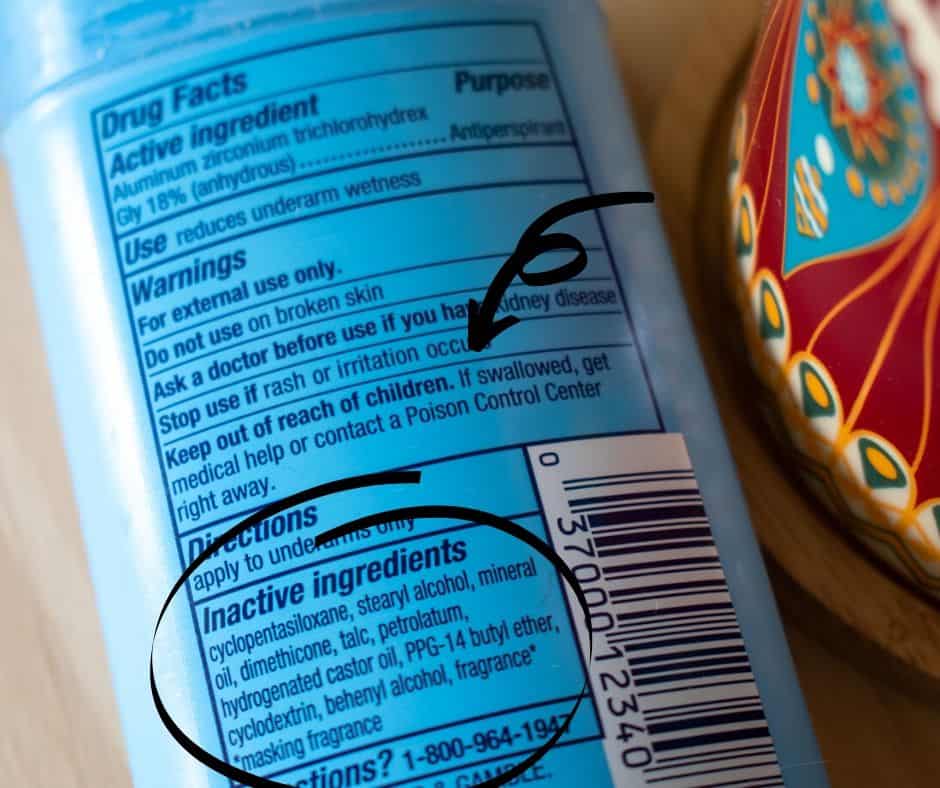 Drug Facts
Active ingredient Purpose
Aluminum zirconium trichlorohydrex
Gly 18% (anhydrous)..................... Antiperspirant
Use reduces underarm wetness
Warnings
For external use only.
Do not use on broken skin
Ask a doctor before use if you have kidney disease
Stop use if rash or irritation occurs
Keep out of reach of children. If swallowed, get
medical help or contact a Poison Control Center
right away.
Directions
apply to underarms only
Inactive ingredients
cyclopentasiloxane, stearyl alcohol, mineral
oil, dimethicone, talc, petrolatum,
hydrogenated castor oil, PPG-14 butyl ether,
cyclodextrin, behenyl alcohol, fragrance*
*masking fragrance
ctions? 1-800-964-1947
& GAMBLE.
0 37000 12340